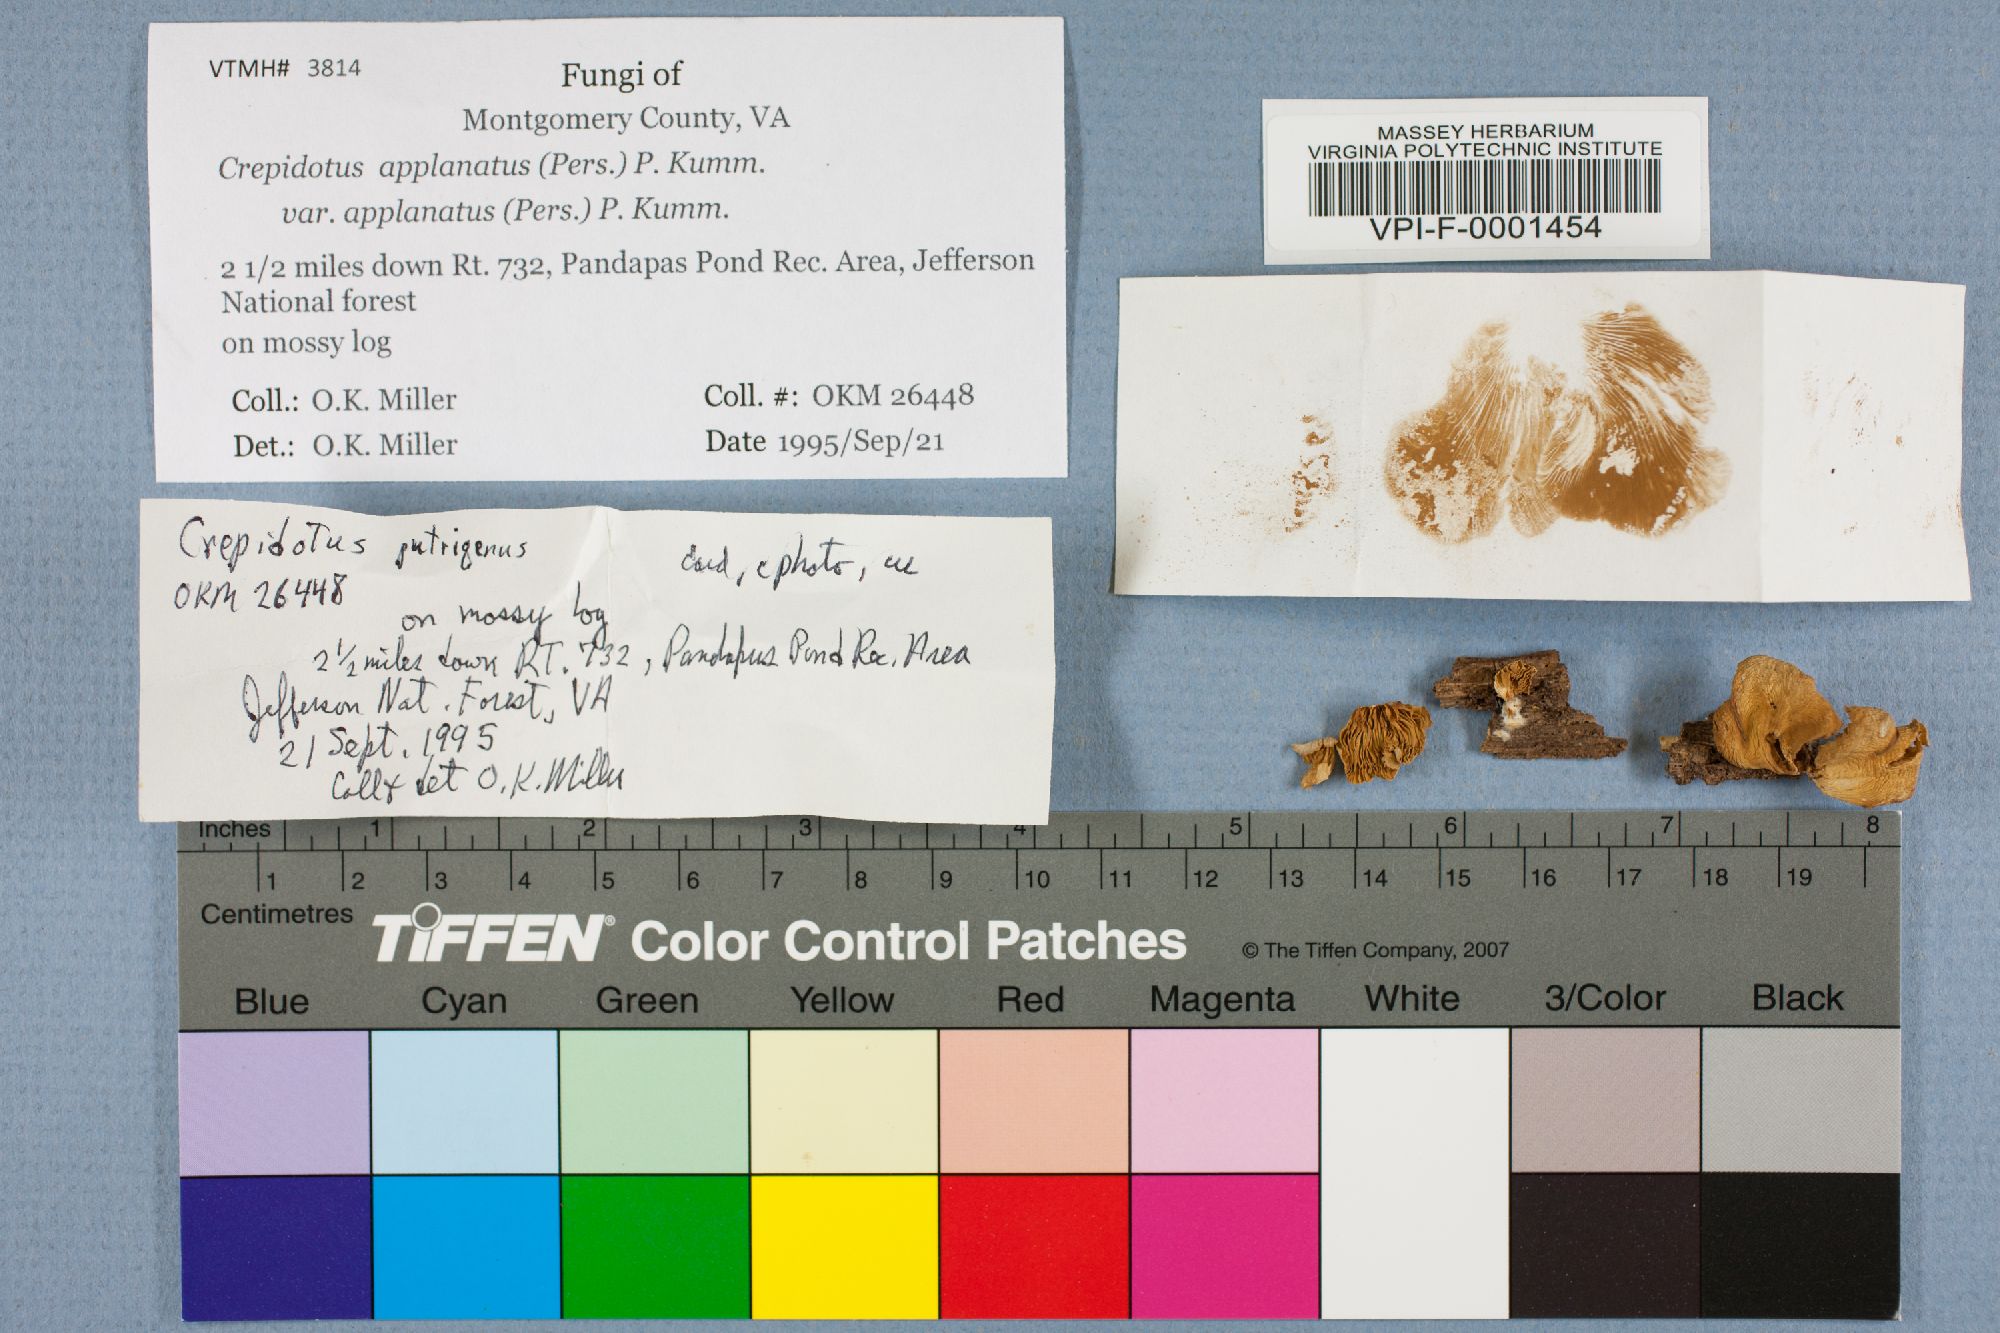 VTMH# 3814
Fungi of
Montgomery County, VA
Crepidotus applanatus (Pers.) P. Kumm.
var. applanatus (Pers.) P. Kumm.
2 1/2 miles down Rt. 732, Pandapas Pond Rec. Area, Jefferson
National forest
on mossy log
Coll.: O.K. Miller Coll. #: OKM 26448
Det.: O.K. Miller Date 1995/Sep/21
MASSEY HERBARIUM
VIRGINIA POLYTECHNIC INSTITUTE
VPI-F-0001454
Crepidotus putrigenus
Card, c photo,
OKM 26448
on mossy log
2 1/2 miles down RT. 732, Pandapus Pond Rec. Area
Jefferson Nat. Forest, VA
21 Sept. 1995
Coll & det O.K. Miller
Inches 1 2 3 4 5 6 7 8
1 2 3 4 5 6 7 8 9 10 11 12 13 14 15 16 17 18 19
Centimetres
TIFFEN® Color Control Patches © The Tiffen Company, 2007
Blue Cyan Green Yellow Red Magenta White 3/Color Black